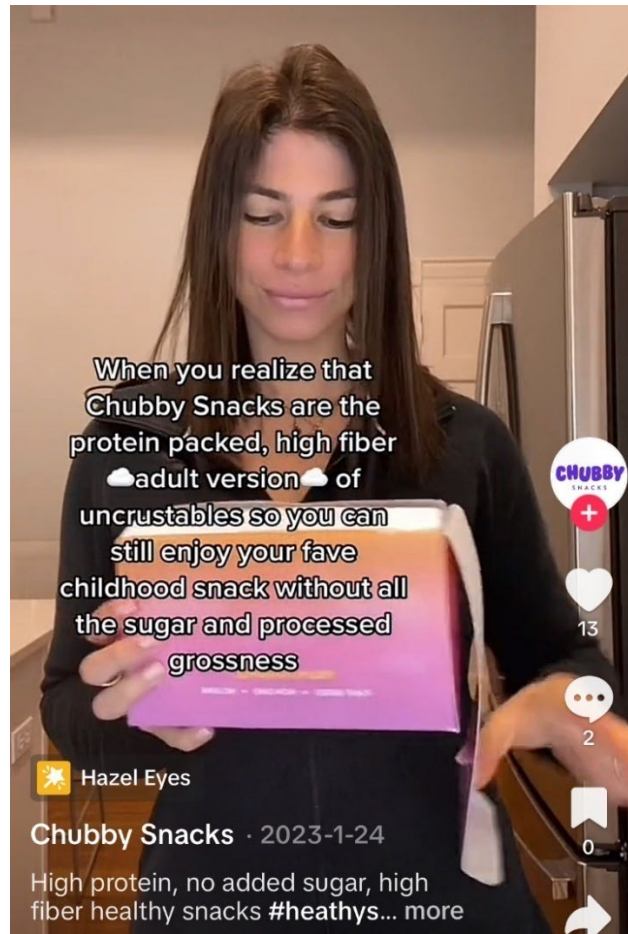 When you realize that
Chubby Snacks are the
protein packed, high fiber
☁️adult version☁️ of
uncrustables so you can
still enjoy your fave
childhood snack without all
the sugar and processed
grossness
CHUBBY
SNACKS
13
2
0
Hazel Eyes
Chubby Snacks · 2023-1-24
High protein, no added sugar, high
fiber healthy snacks #heathys... more